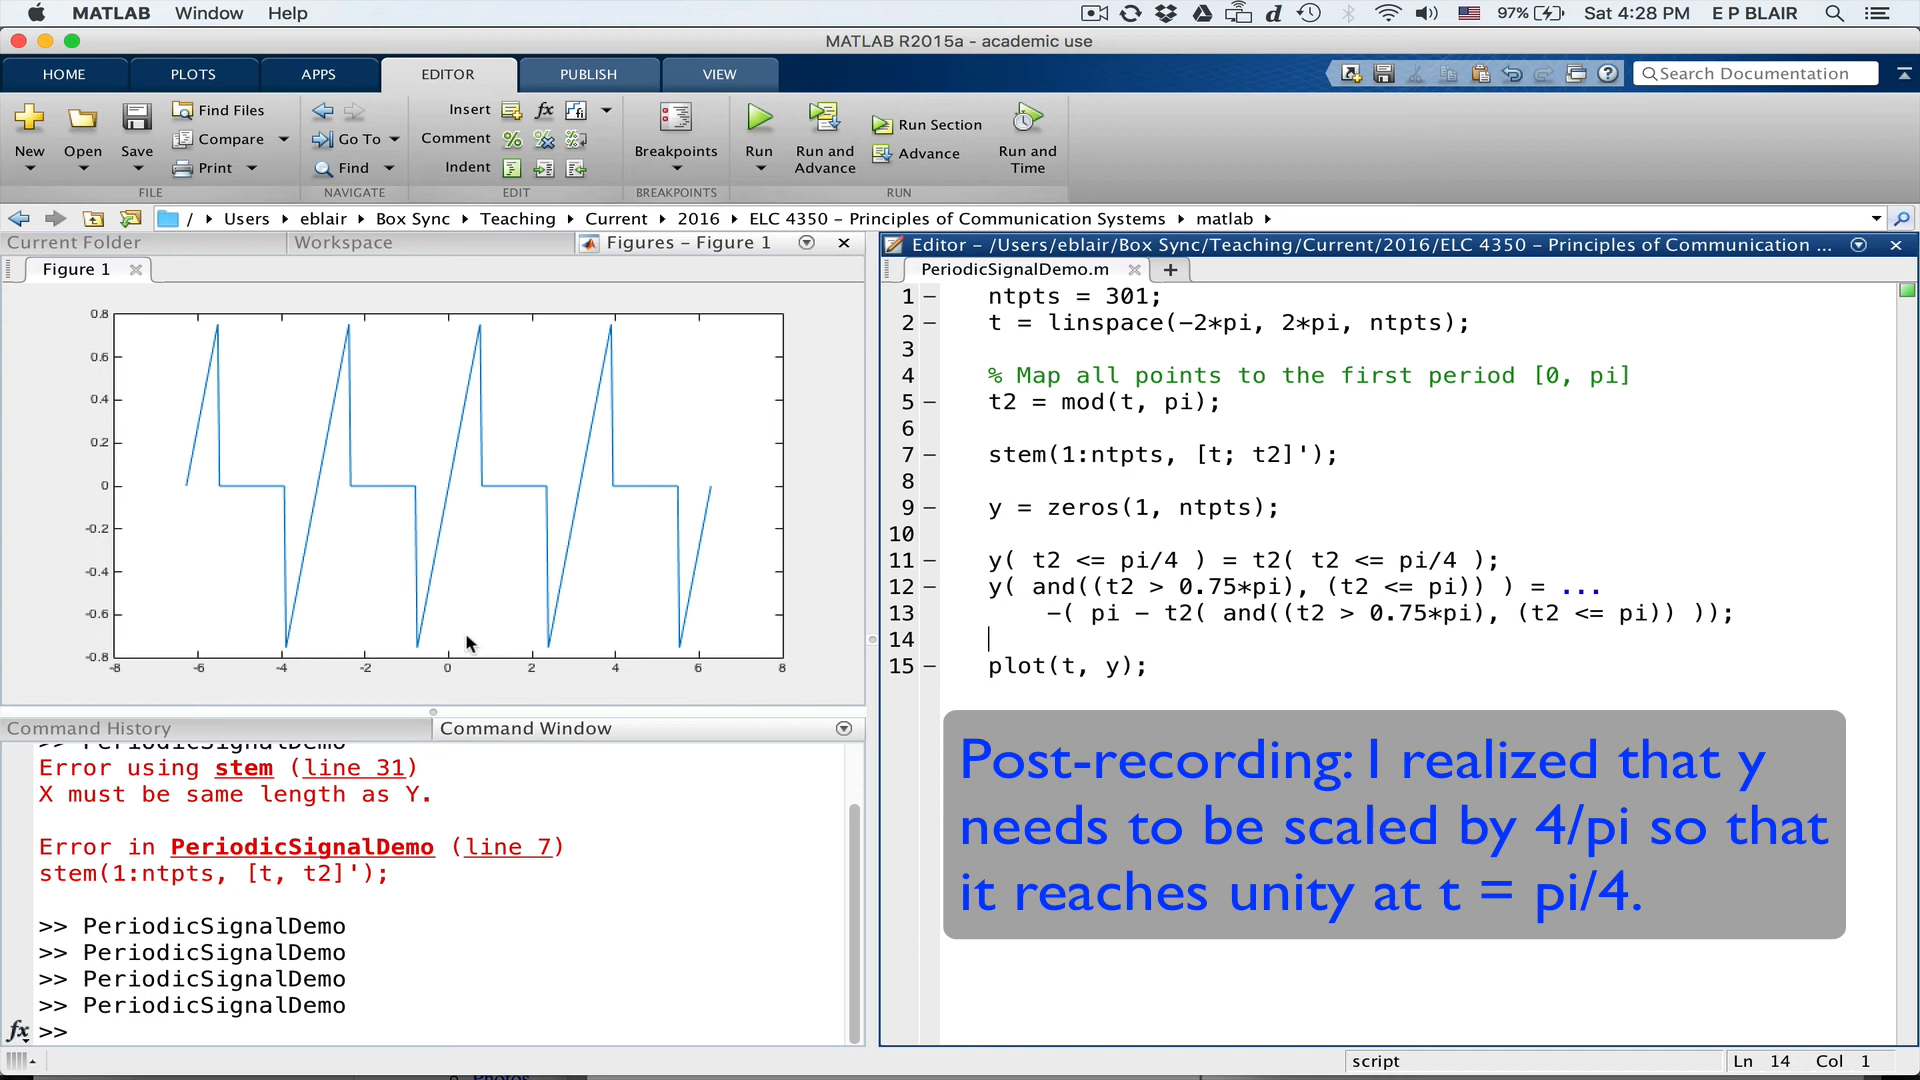 MATLAB Window Help
97% Sat 4:28 PM E P BLAIR
MATLAB R2015a - academic use
HOME PLOTS APPS EDITOR PUBLISH VIEW
Search Documentation
New Open Save
Find Files
Compare
Print
FILE
Go To
Find
NAVIGATE
Insert fx
Comment
Indent
EDIT
Breakpoints
BREAKPOINTS
Run
Run and Advance
Run Section
Advance
Run and Time
RUN
/ Users eblair Box Sync Teaching Current 2016 ELC 4350 – Principles of Communication Systems matlab
Current Folder Workspace Figures – Figure 1
Figure 1
0.8
0.6
0.4
0.2
0
-0.2
-0.4
-0.6
-0.8
-8 -6 -4 -2 0 2 4 6 8
Command History Command Window
>> PeriodicSignalDemo
Error using stem (line 31)
X must be same length as Y.
Error in PeriodicSignalDemo (line 7)
stem(1:ntpts, [t, t2]');
>> PeriodicSignalDemo
>> PeriodicSignalDemo
>> PeriodicSignalDemo
>> PeriodicSignalDemo
fx >>
Editor – /Users/eblair/Box Sync/Teaching/Current/2016/ELC 4350 – Principles of Communication ...
PeriodicSignalDemo.m
1 – ntpts = 301;
2 – t = linspace(-2*pi, 2*pi, ntpts);
3
4 % Map all points to the first period [0, pi]
5 – t2 = mod(t, pi);
6
7 – stem(1:ntpts, [t; t2]');
8
9 – y = zeros(1, ntpts);
10
11 – y( t2 <= pi/4 ) = t2( t2 <= pi/4 );
12 – y( and((t2 > 0.75*pi), (t2 <= pi)) ) = ...
13 -( pi - t2( and((t2 > 0.75*pi), (t2 <= pi)) ));
14
15 – plot(t, y);
Post-recording: I realized that y
needs to be scaled by 4/pi so that
it reaches unity at t = pi/4.
script Ln 14 Col 1